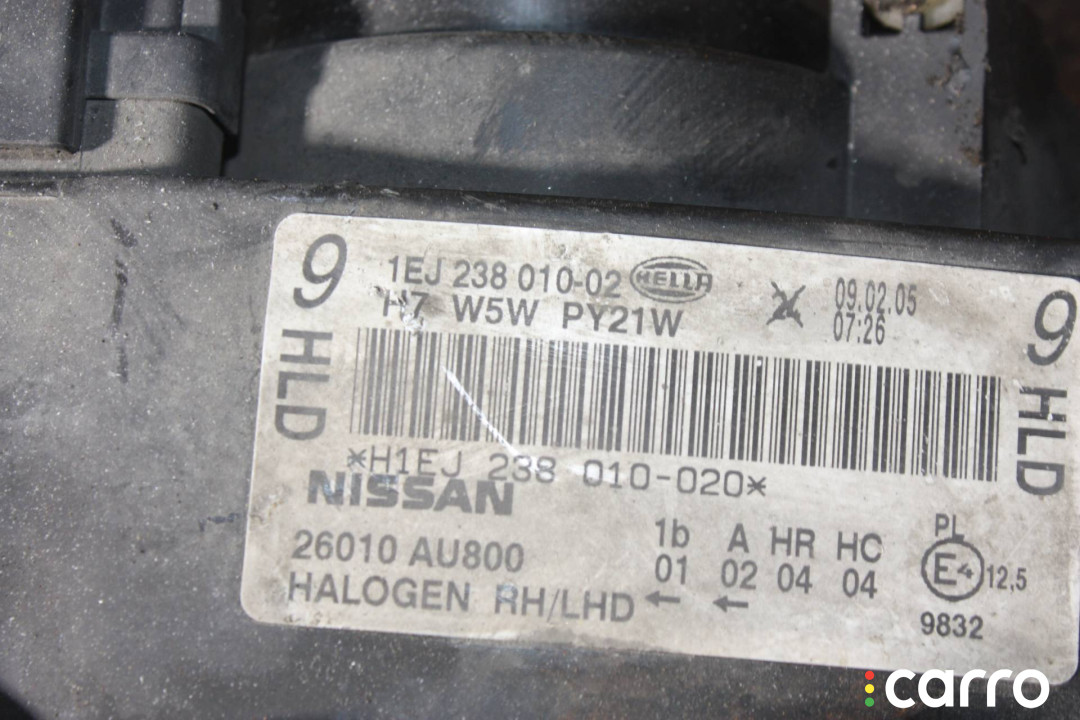 9 HLD
1EJ 238 010-02 HELLA 09.02.05
H7 W5W PY21W 07:26
9 HLD
*H1EJ 238 010-020*
NISSAN
26010 AU800
HALOGEN RH/LHD ← ←
1b A HR HC PL
01 02 04 04 E4 12,5
9832
carro